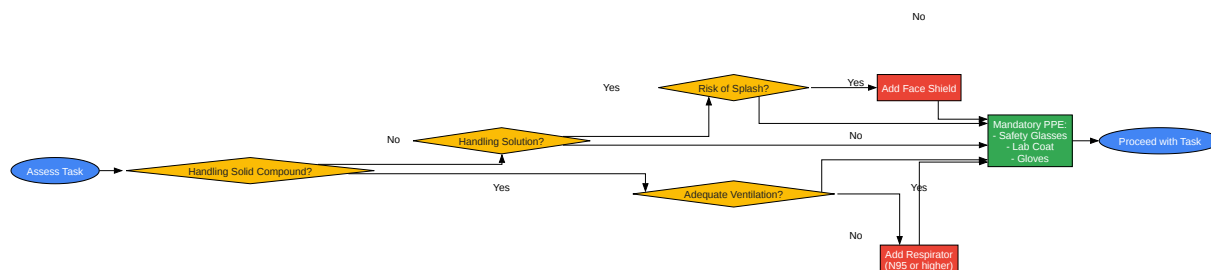 No
Yes
Risk of Splash?
Yes
Add Face Shield
No
Handling Solution?
No
Mandatory PPE:
- Safety Glasses
- Lab Coat
- Gloves
Proceed with Task
Assess Task
Handling Solid Compound?
Yes
Adequate Ventilation?
Yes
No
Add Respirator
(N95 or higher)